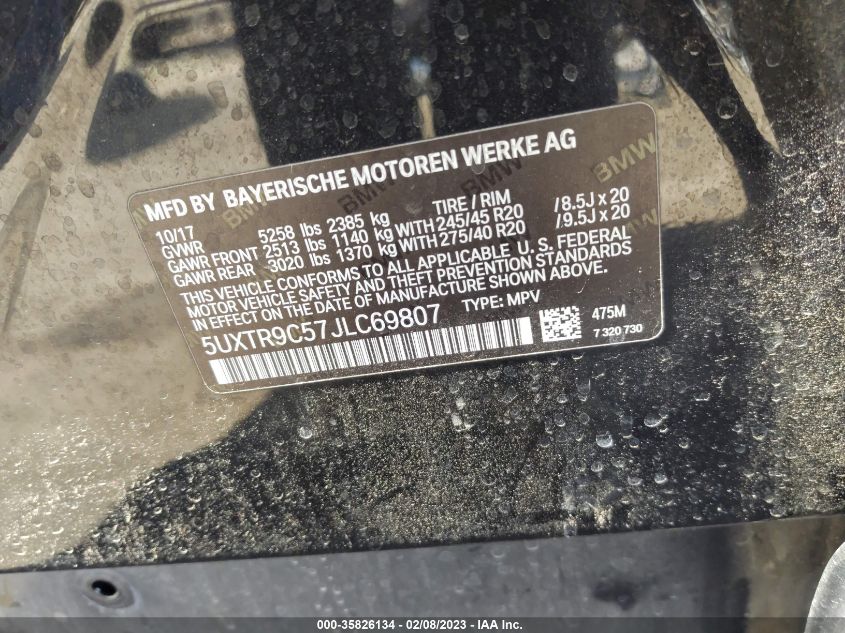 MFD BY BAYERISCHE MOTOREN WERKE AG
10/17 TIRE / RIM
GVWR 5258 lbs 2385 kg
GAWR FRONT 2513 lbs 1140 kg WITH 245/45 R20 /8.5J x 20
GAWR REAR 3020 lbs 1370 kg WITH 275/40 R20 /9.5J x 20
THIS VEHICLE CONFORMS TO ALL APPLICABLE U. S. FEDERAL
MOTOR VEHICLE SAFETY AND THEFT PREVENTION STANDARDS
IN EFFECT ON THE DATE OF MANUFACTURE SHOWN ABOVE.
5UXTR9C57JLC69807 TYPE: MPV 475M
7 320 730
BMW
BMW
BMW
BMW
000-35826134 - 02/08/2023 - IAA Inc.